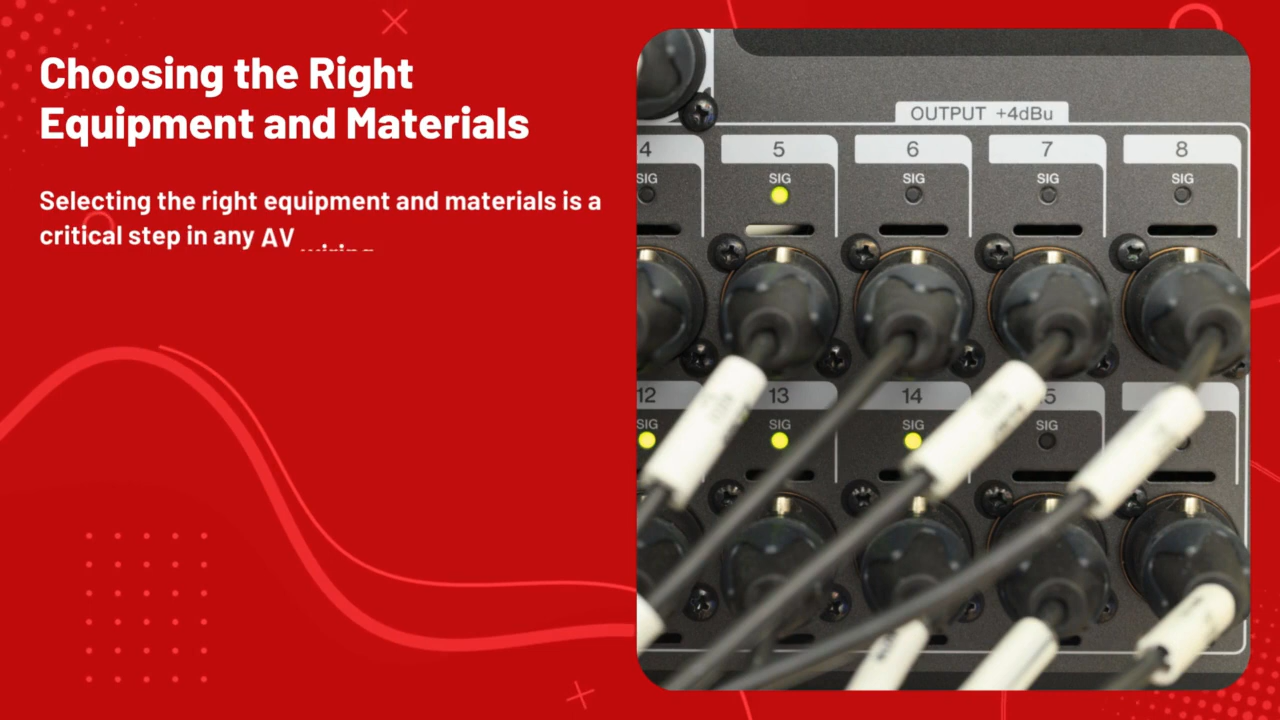 Choosing the Right
Equipment and Materials
Selecting the right equipment and materials is a
critical step in any AV
OUTPUT +4dBu
4 5 6 7 8
SIG SIG SIG SIG SIG
12 13 14
SIG SIG SIG SIG